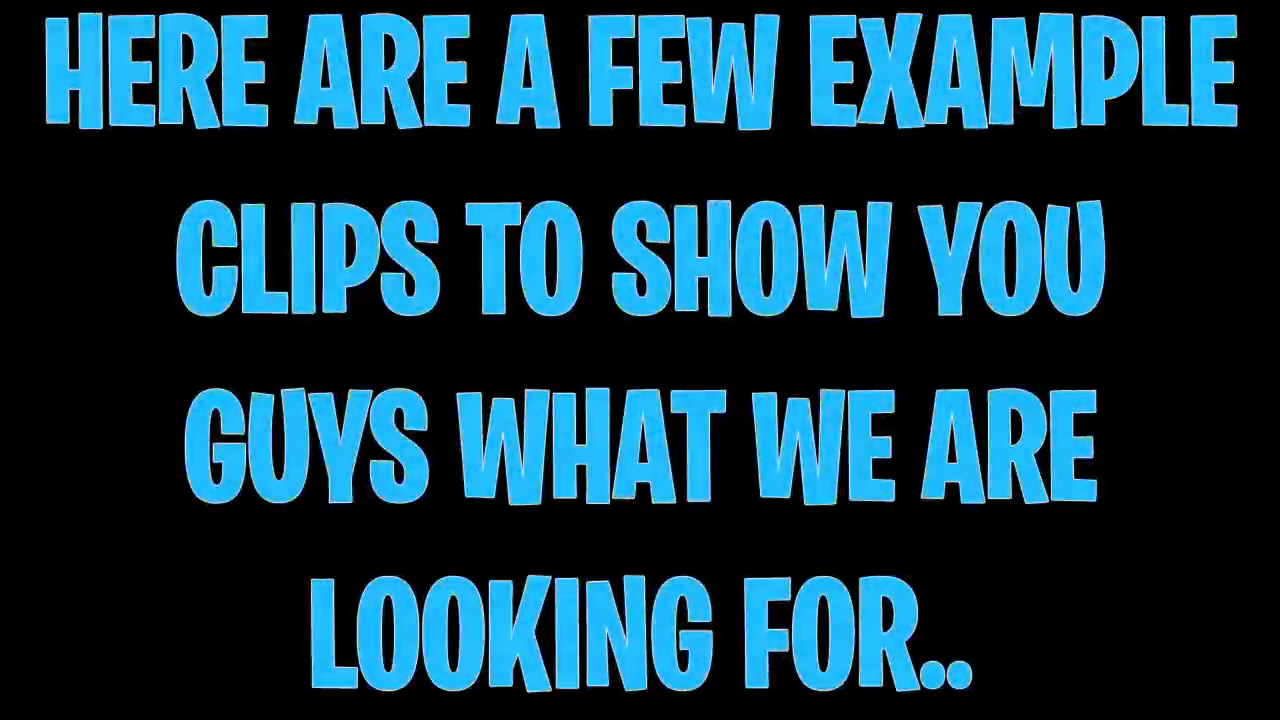 HERE ARE A FEW EXAMPLE
CLIPS TO SHOW YOU
GUYS WHAT WE ARE
LOOKING FOR..